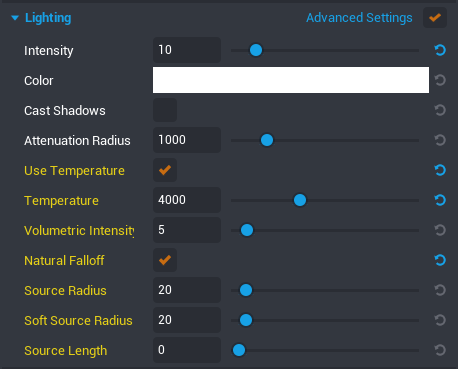 Lighting Advanced Settings
Intensity 10
Color
Cast Shadows
Attenuation Radius 1000
Use Temperature
Temperature 4000
Volumetric Intensity 5
Natural Falloff
Source Radius 20
Soft Source Radius 20
Source Length 0